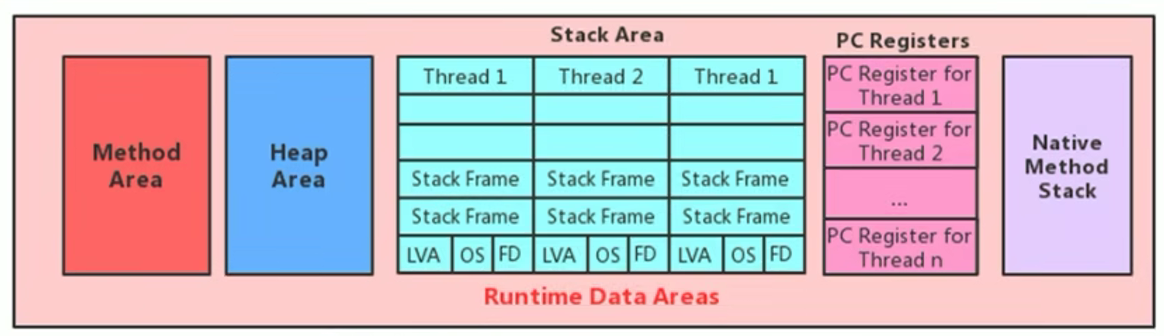 Stack Area
PC Registers
Method
Area
Heap
Area
Thread 1
Thread 2
Thread 1
Stack Frame
Stack Frame
Stack Frame
Stack Frame
Stack Frame
Stack Frame
LVA
OS
FD
LVA
OS
FD
LVA
OS
FD
PC Register for
Thread 1
PC Register for
Thread 2
...
PC Register for
Thread n
Native
Method
Stack
Runtime Data Areas